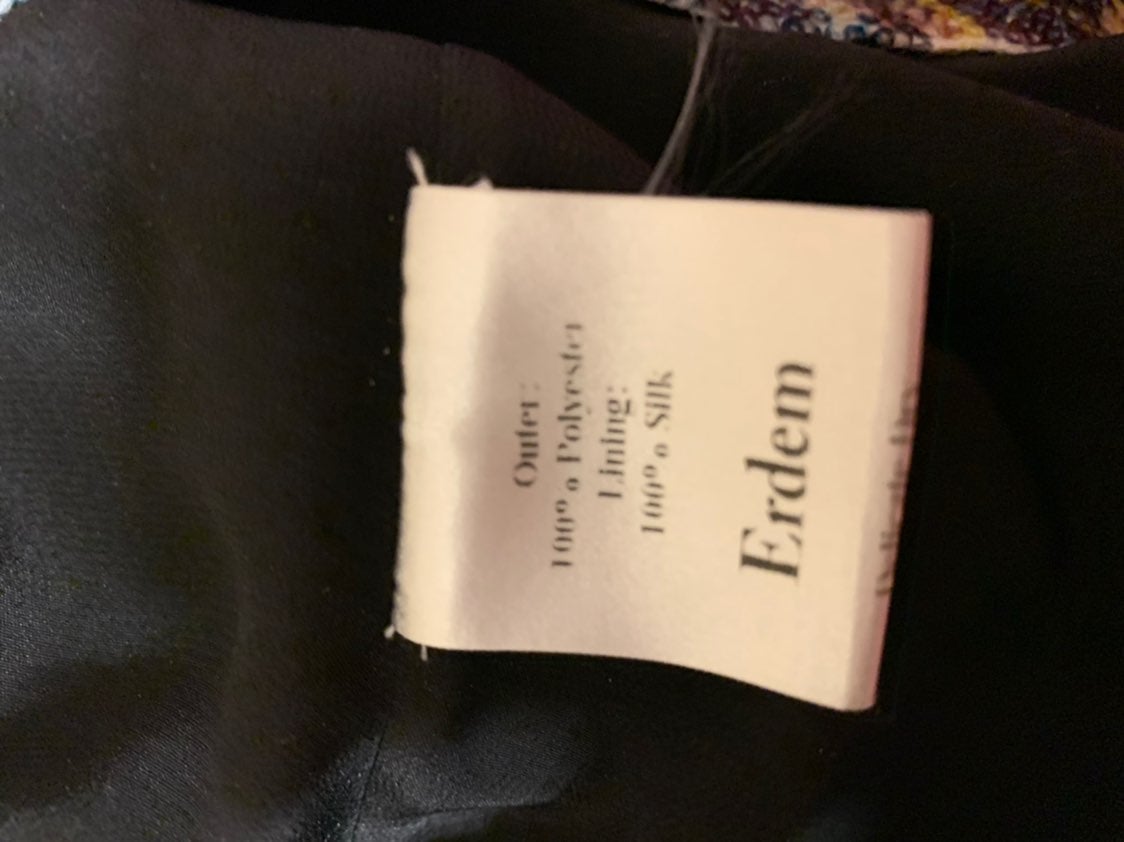 Outer:
100% Polyester
Lining:
100% Silk
Erdem